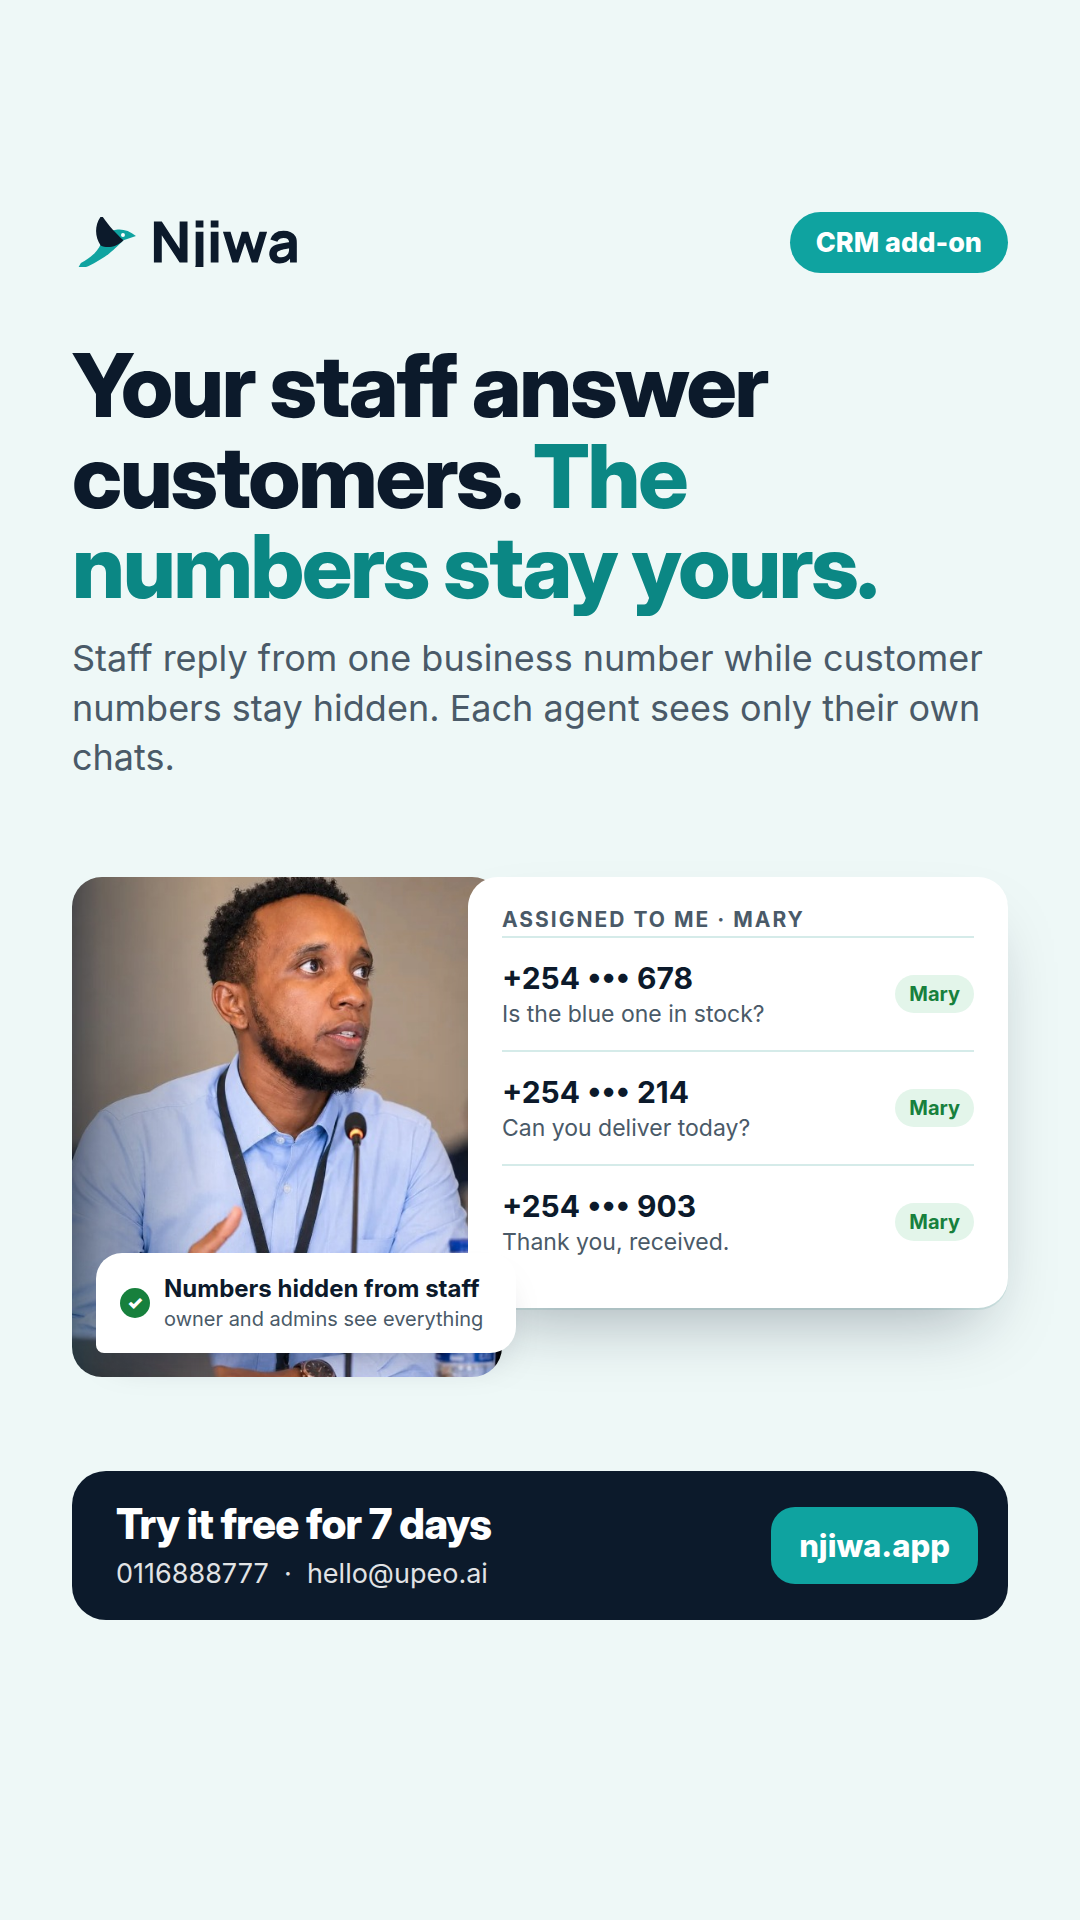 Njiwa
CRM add-on
Your staff answer
customers. The
numbers stay yours.
Staff reply from one business number while customer
numbers stay hidden. Each agent sees only their own
chats.
ASSIGNED TO ME · MARY
+254 ••• 678
Is the blue one in stock?
Mary
+254 ••• 214
Can you deliver today?
Mary
+254 ••• 903
Thank you, received.
Mary
Numbers hidden from staff
owner and admins see everything
Try it free for 7 days
0116888777 · hello@upeo.ai
njiwa.app